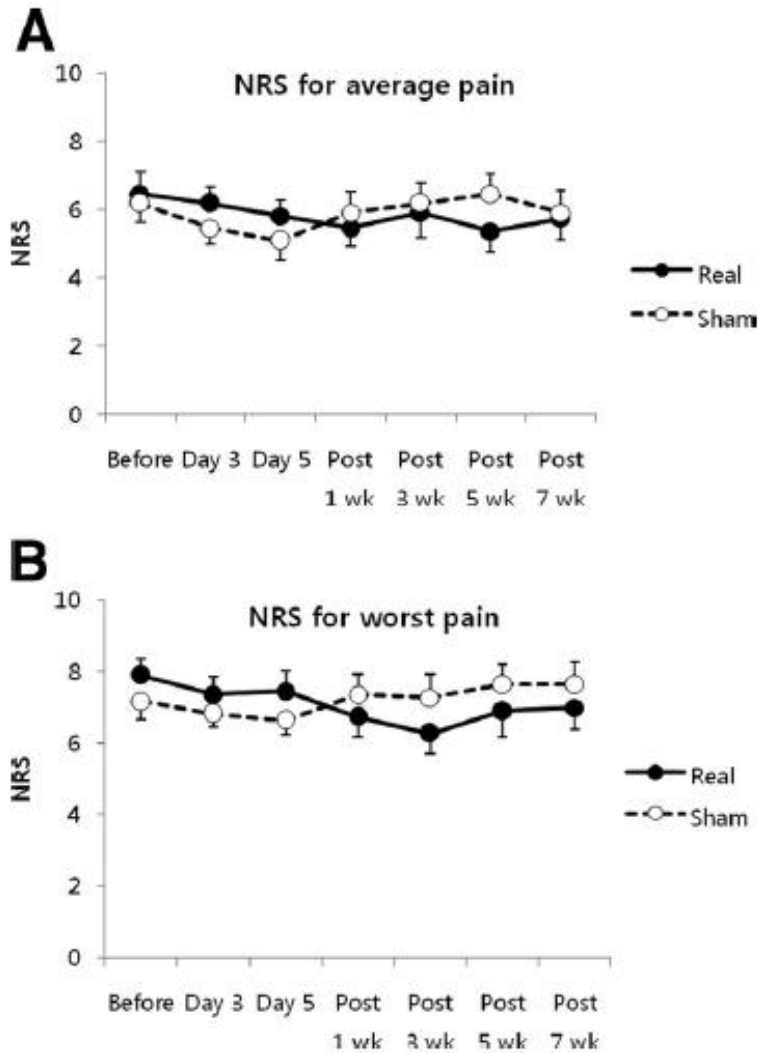 A
NRS for average pain
10
8
6
4
2
0
NRS
Real
Sham
Before Day 3 Day 5 Post Post Post Post
1 wk 3 wk 5 wk 7 wk
B
NRS for worst pain
10
8
6
4
2
0
NRS
Real
Sham
Before Day 3 Day 5 Post Post Post Post
1 wk 3 wk 5 wk 7 wk